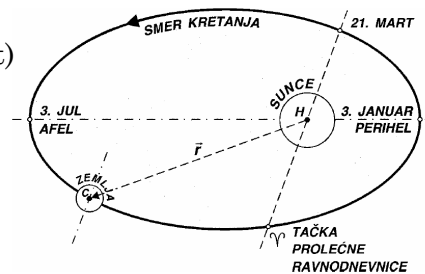 SMER KRETANJA
21. MART
t)
SUNCE
H
3. JUL
AFEL
3. JANUAR
PERIHEL
r̄
ZEMLJA
C
♈ TAČKA
PROLEĆNE
RAVNODNEVNICE